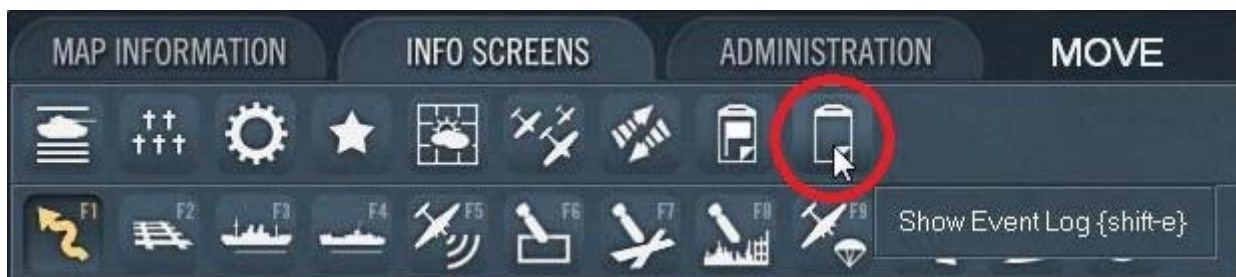 MAP INFORMATION INFO SCREENS ADMINISTRATION MOVE
F1 F2 F3 F4 F5 F6 F7 F8 F9
Show Event Log {shift-e}